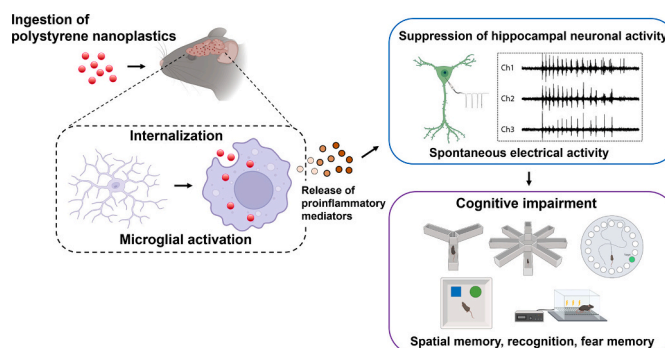 Ingestion of
polystyrene nanoplastics
Internalization
Microglial activation
Release of
proinflammatory
mediators
Suppression of hippocampal neuronal activity
Ch1
Ch2
Ch3
Spontaneous electrical activity
Cognitive impairment
Spatial memory, recognition, fear memory